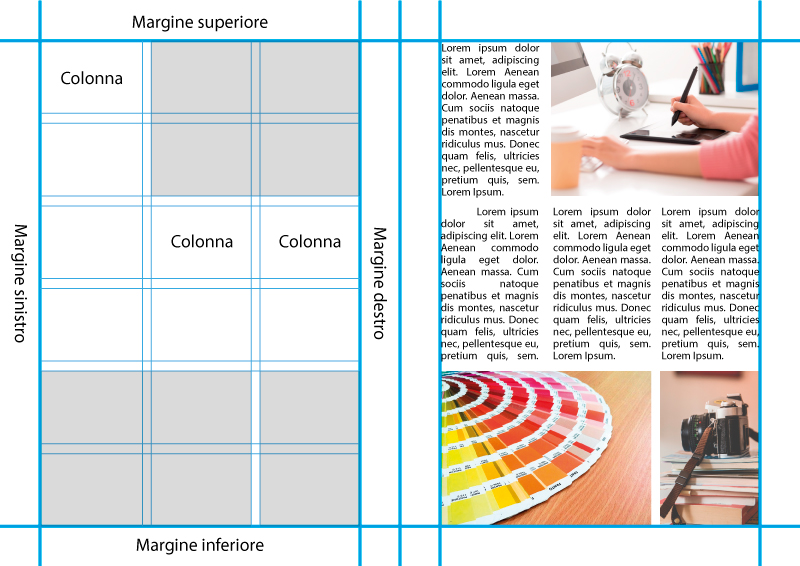 Margine superiore
Colonna
Margine sinistro
Colonna
Colonna
Margine destro
Margine inferiore
Lorem ipsum dolor
sit amet, adipiscing
elit. Lorem Aenean
commodo ligula eget
dolor. Aenean massa.
Cum sociis natoque
penatibus et magnis
dis montes, nascetur
ridiculus mus. Donec
quam felis, ultricies
nec, pellentesque eu,
pretium quis, sem.
Lorem Ipsum.
Lorem ipsum
dolor sit amet,
adipiscing elit. Lorem
Aenean commodo
ligula eget dolor.
Aenean massa. Cum
sociis natoque
penatibus et magnis
dis montes, nascetur
ridiculus mus. Donec
quam felis, ultricies
nec, pellentesque eu,
pretium quis, sem.
Lorem ipsum dolor
sit amet, adipiscing
elit. Lorem Aenean
commodo ligula eget
dolor. Aenean massa.
Cum sociis natoque
penatibus et magnis
dis montes, nascetur
ridiculus mus. Donec
quam felis, ultricies
nec, pellentesque eu,
pretium quis, sem.
Lorem Ipsum.
Lorem ipsum dolor
sit amet, adipiscing
elit. Lorem Aenean
commodo ligula eget
dolor. Aenean massa.
Cum sociis natoque
penatibus et magnis
dis montes, nascetur
ridiculus mus. Donec
quam felis, ultricies
nec, pellentesque eu,
pretium quis, sem.
Lorem Ipsum.